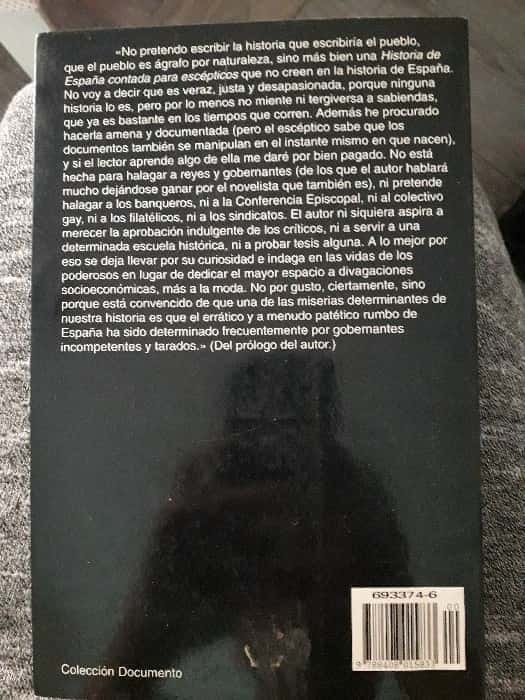 «No pretendo escribir la historia que escribiría el pueblo,
que el pueblo es ágrafo por naturaleza, sino más bien una Historia de
España contada para escépticos que no creen en la historia de España.
No voy a decir que es veraz, justa y desapasionada, porque ninguna
historia lo es, pero por lo menos no miente ni tergiversa a sabiendas,
que ya es bastante en los tiempos que corren. Además he procurado
hacerla amena y documentada (pero el escéptico sabe que los
documentos también se manipulan en el instante mismo en que nacen),
y si el lector aprende algo de ella me daré por bien pagado. No está
hecha para halagar a reyes y gobernantes (de los que el autor hablará
mucho dejándose ganar por el novelista que también es), ni pretende
halagar a los banqueros, ni a la Conferencia Episcopal, ni al colectivo
gay, ni a los filatélicos, ni a los sindicatos. El autor ni siquiera aspira a
merecer la aprobación indulgente de los críticos, ni a servir a una
determinada escuela histórica, ni a probar tesis alguna. A lo mejor por
eso se deja llevar por su curiosidad e indaga en las vidas de los
poderosos en lugar de dedicar el mayor espacio a divagaciones
socioeconómicas, más a la moda. No por gusto, ciertamente, sino
porque está convencido de que una de las miserias determinantes de
nuestra historia es que el errático y a menudo patético rumbo de
España ha sido determinado frecuentemente por gobernantes
incompetentes y tarados.» (Del prólogo del autor.)
693374-6
00
Colección Documento